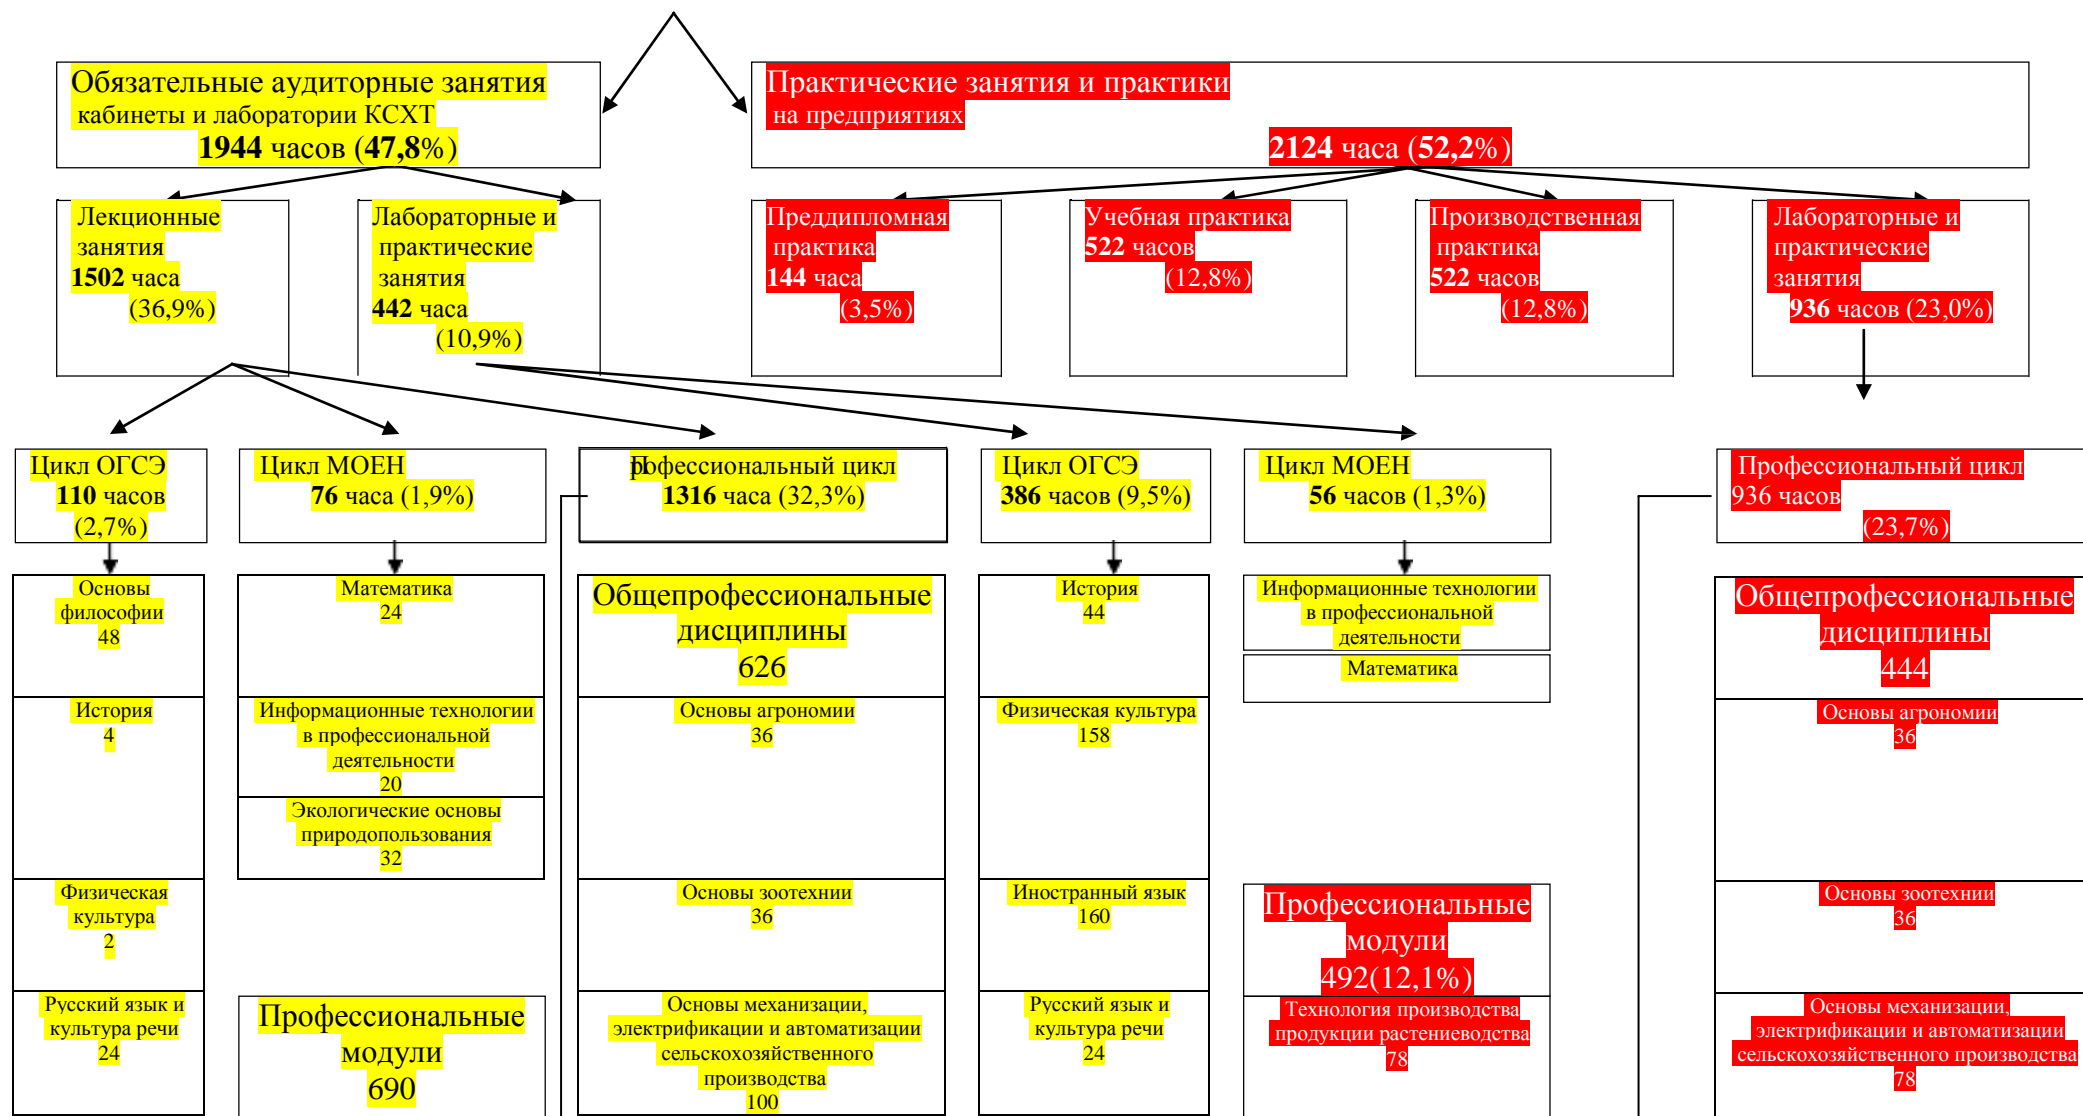 Обязательные аудиторные занятия
кабинеты и лаборатории КСХТ
1944 часов (47,8%)
Практические занятия и практики
на предприятиях
2124 часа (52,2%)
Лекционные
занятия
1502 часа
(36,9%)
Лабораторные и
практические
занятия
442 часа
(10,9%)
Преддипломная
практика
144 часа
(3,5%)
Учебная практика
522 часов
(12,8%)
Производственная
практика
522 часов
(12,8%)
Лабораторные и
практические
занятия
936 часов (23,0%)
Цикл ОГСЭ
110 часов
(2,7%)
Цикл МОЕН
76 часа (1,9%)
Профессиональный цикл
1316 часа (32,3%)
Цикл ОГСЭ
386 часов (9,5%)
Цикл МОЕН
56 часов (1,3%)
Профессиональный цикл
936 часов
(23,7%)
Основы
философии
48
История
4
Физическая
культура
2
Русский язык и
культура речи
24
Математика
24
Информационные технологии
в профессиональной
деятельности
20
Экологические основы
природопользования
32
Профессиональные
модули
690
Общепрофессиональные
дисциплины
626
Основы агрономии
36
Основы зоотехнии
36
Основы механизации,
электрификации и автоматизации
сельскохозяйственного
производства
100
История
44
Физическая культура
158
Иностранный язык
160
Русский язык и
культура речи
24
Информационные технологии
в профессиональной
деятельности
Математика
Профессиональные
модули
492(12,1%)
Технология производства
продукции растениеводства
78
Общепрофессиональные
дисциплины
444
Основы агрономии
36
Основы зоотехнии
36
Основы механизации,
электрификации и автоматизации
сельскохозяйственного производства
78